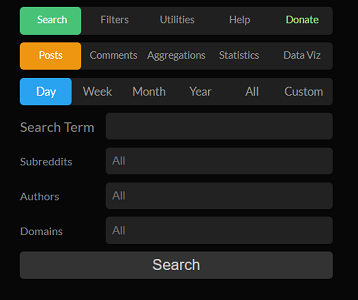 Search Filters Utilities Help Donate
Posts Comments Aggregations Statistics Data Viz
Day Week Month Year All Custom
Search Term
Subreddits All
Authors All
Domains All
Search